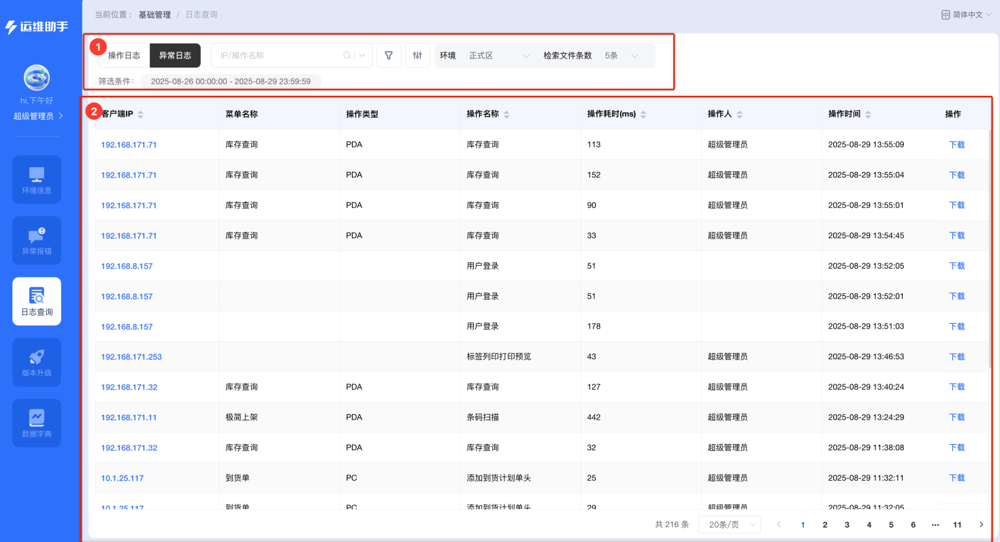 运维助手
hi,下午好
超级管理员
环境信息
异常报错
日志查询
版本升级
数据字典
当前位置： 基础管理 / 日志查询
简体中文
1 操作日志 异常日志 IP/操作名称 环境 正式区 检索文件条数 5条
筛选条件： 2025-08-26 00:00:00 - 2025-08-29 23:59:59
2 客户端IP 菜单名称 操作类型 操作名称 操作耗时(ms) 操作人 操作时间 操作
192.168.171.71 库存查询 PDA 库存查询 113 超级管理员 2025-08-29 13:55:09 下载
192.168.171.71 库存查询 PDA 库存查询 152 超级管理员 2025-08-29 13:55:04 下载
192.168.171.71 库存查询 PDA 库存查询 90 超级管理员 2025-08-29 13:55:01 下载
192.168.171.71 库存查询 PDA 库存查询 33 超级管理员 2025-08-29 13:54:45 下载
192.168.8.157 用户登录 51 2025-08-29 13:52:05 下载
192.168.8.157 用户登录 51 2025-08-29 13:52:01 下载
192.168.8.157 用户登录 178 2025-08-29 13:51:03 下载
192.168.171.253 标签列印打印预览 43 超级管理员 2025-08-29 13:46:53 下载
192.168.171.32 库存查询 PDA 库存查询 127 超级管理员 2025-08-29 13:40:24 下载
192.168.171.11 极简上架 PDA 条码扫描 442 超级管理员 2025-08-29 13:24:29 下载
192.168.171.32 库存查询 PDA 库存查询 32 超级管理员 2025-08-29 11:38:08 下载
10.1.25.117 到货单 PC 添加到货计划单头 25 超级管理员 2025-08-29 11:32:11 下载
10.1.25.117 到货单 PC 添加到货计划单头 29 超级管理员 2025-08-29 11:32:05
共 216 条 20条/页 1 2 3 4 5 6 ··· 11